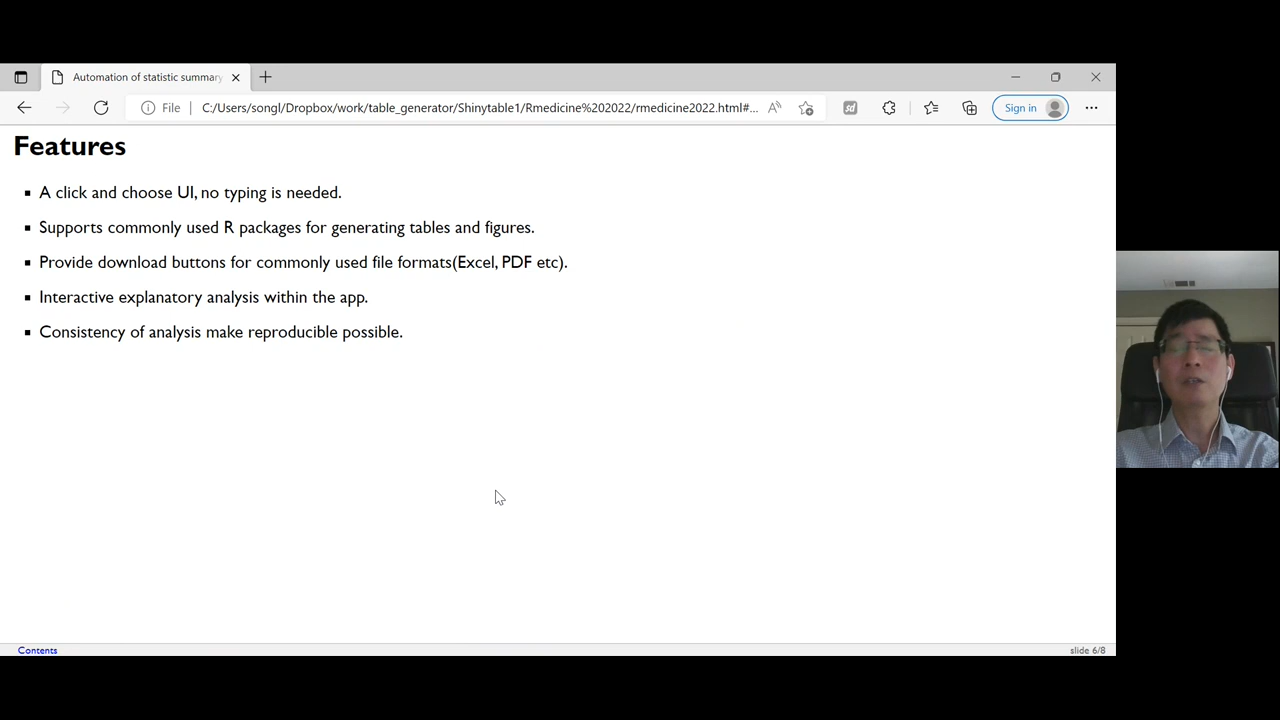 Automation of statistic summary
File
C:/Users/songl/Dropbox/work/table_generator/Shinytable1/Rmedicine%202022/rmedicine2022.html#...
Sign in
Features
A click and choose UI, no typing is needed.
Supports commonly used R packages for generating tables and figures.
Provide download buttons for commonly used file formats(Excel, PDF etc).
Interactive explanatory analysis within the app.
Consistency of analysis make reproducible possible.
Contents
slide 6/8